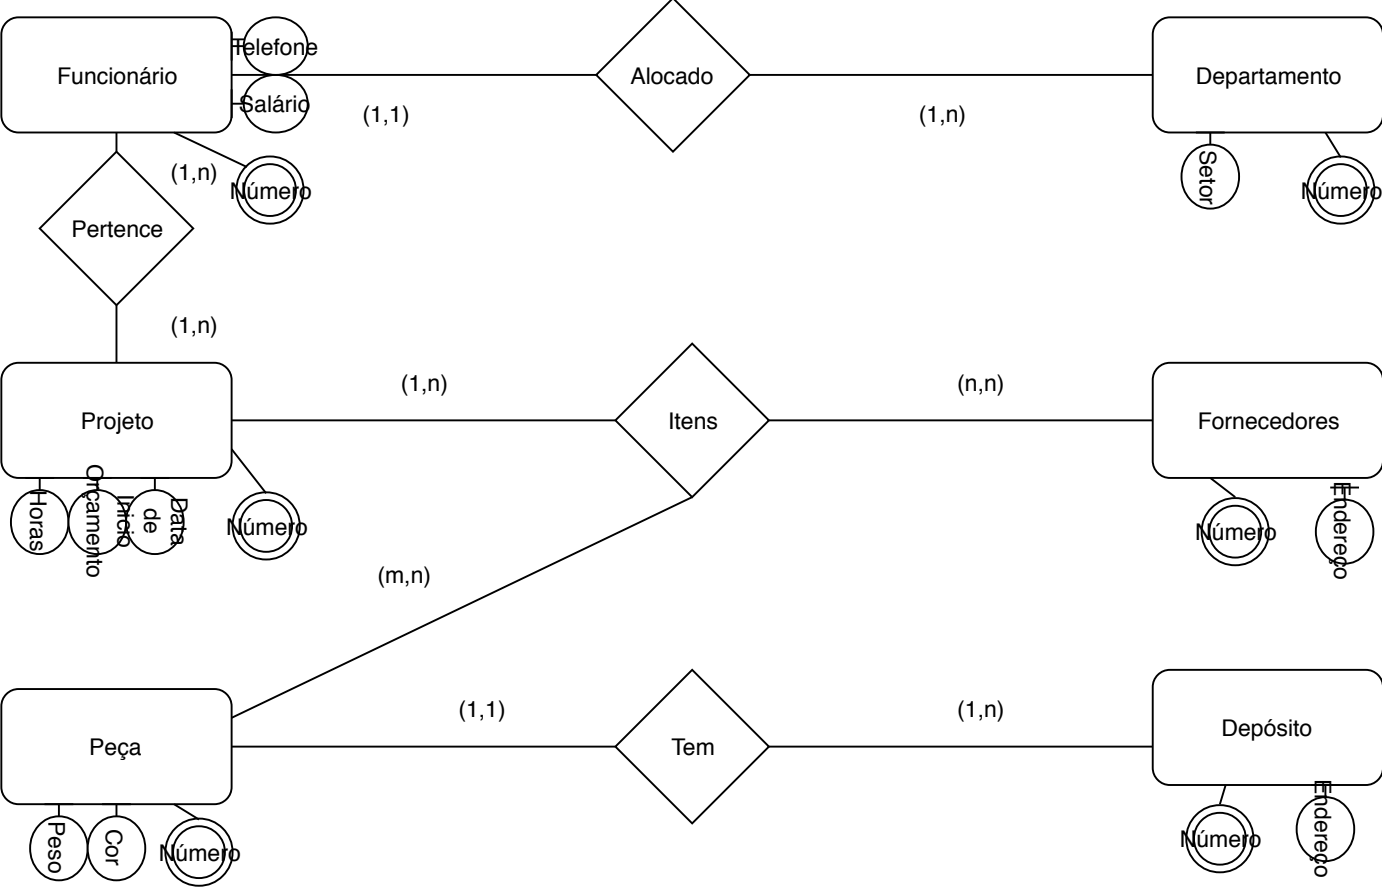 Telefone
Funcionário
Alocado
Departamento
Salário
(1,1)
(1,n)
(1,n)
Número
Setor
Número
Pertence
(1,n)
(1,n)
(n,n)
Projeto
Itens
Fornecedores
Horas
Orçamento
Data
de
Início
Número
Número
Endereço
(m,n)
(1,1)
(1,n)
Peça
Tem
Depósito
Peso
Cor
Número
Número
Endereço